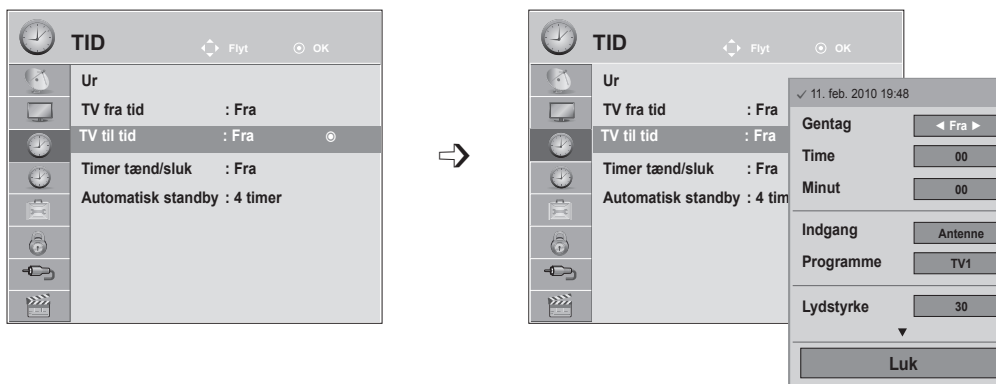 TID
Flyt
OK
Ur
TV fra tid : Fra
TV til tid : Fra
Timer tænd/sluk : Fra
Automatisk standby : 4 timer
TID
Flyt
OK
Ur
TV fra tid : Fra
TV til tid : Fra
Timer tænd/sluk : Fra
Automatisk standby : 4 tim
✓ 11. feb. 2010 19:48
Gentag ◄ Fra ►
Time 00
Minut 00
Indgang Antenne
Programme TV1
Lydstyrke 30
▼
Luk